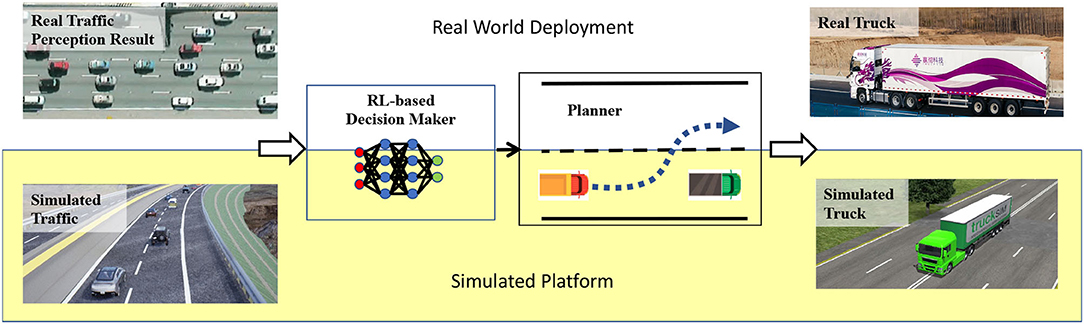 Real Traffic
Perception Result
Real World Deployment
Real Truck
RL-based
Decision Maker
Planner
Simulated
Traffic
Simulated Platform
Simulated
Truck
truckSIM